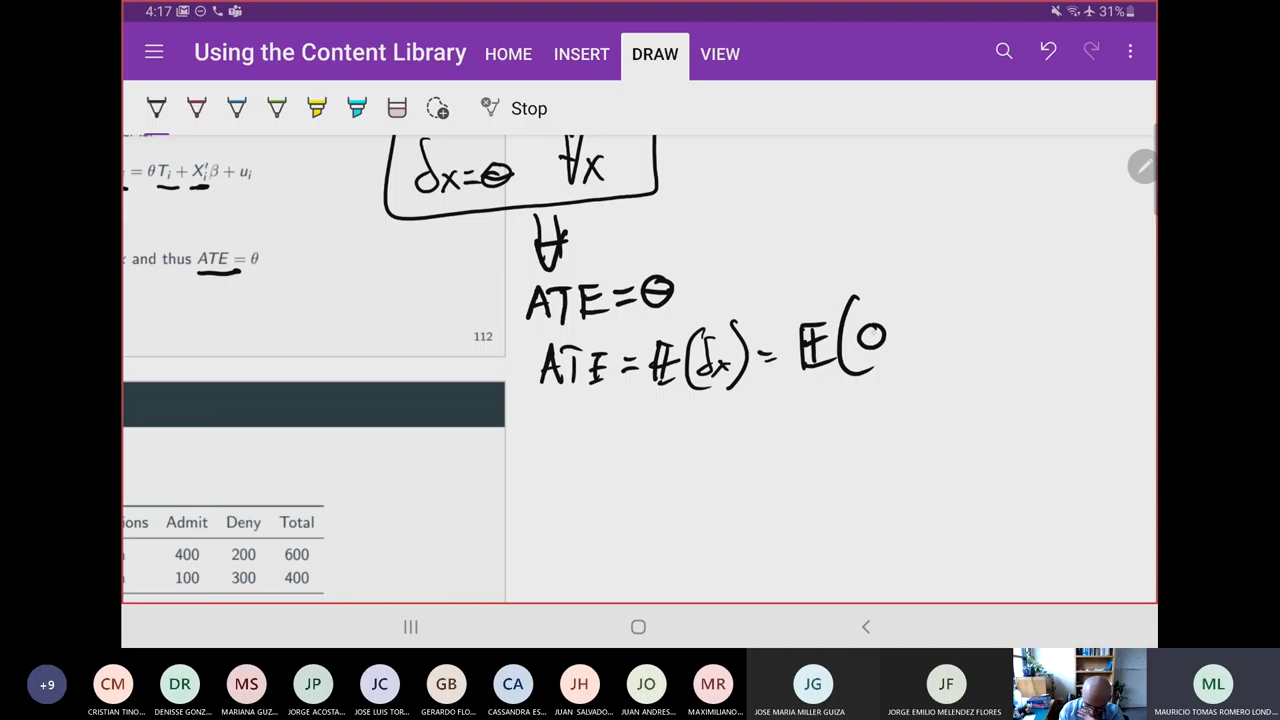 4:17 31%
Using the Content Library HOME INSERT DRAW VIEW
Stop
= θT_i + X_i'β + u_i
δx=θ ∀x
and thus ATE = θ
ATE=θ
112
ATE = E(δx) = E(θ
Admit Deny Total
400 200 600
100 300 400
+9 CM DR MS JP JC GB CA JH JO MR JG JF ML
CRISTIAN TINO... DENISSE GONZ... MARIANA GUZ... JORGE ACOSTA... JOSE LUIS TOR... GERARDO FLO... CASSANDRA ES... JUAN SALVADO... JUAN ANDRES... MAXIMILIANO... JOSE MARIA MILLER GUIZA JORGE EMILIO MELENDEZ FLORES MAURICIO TOMAS ROMERO LOND...